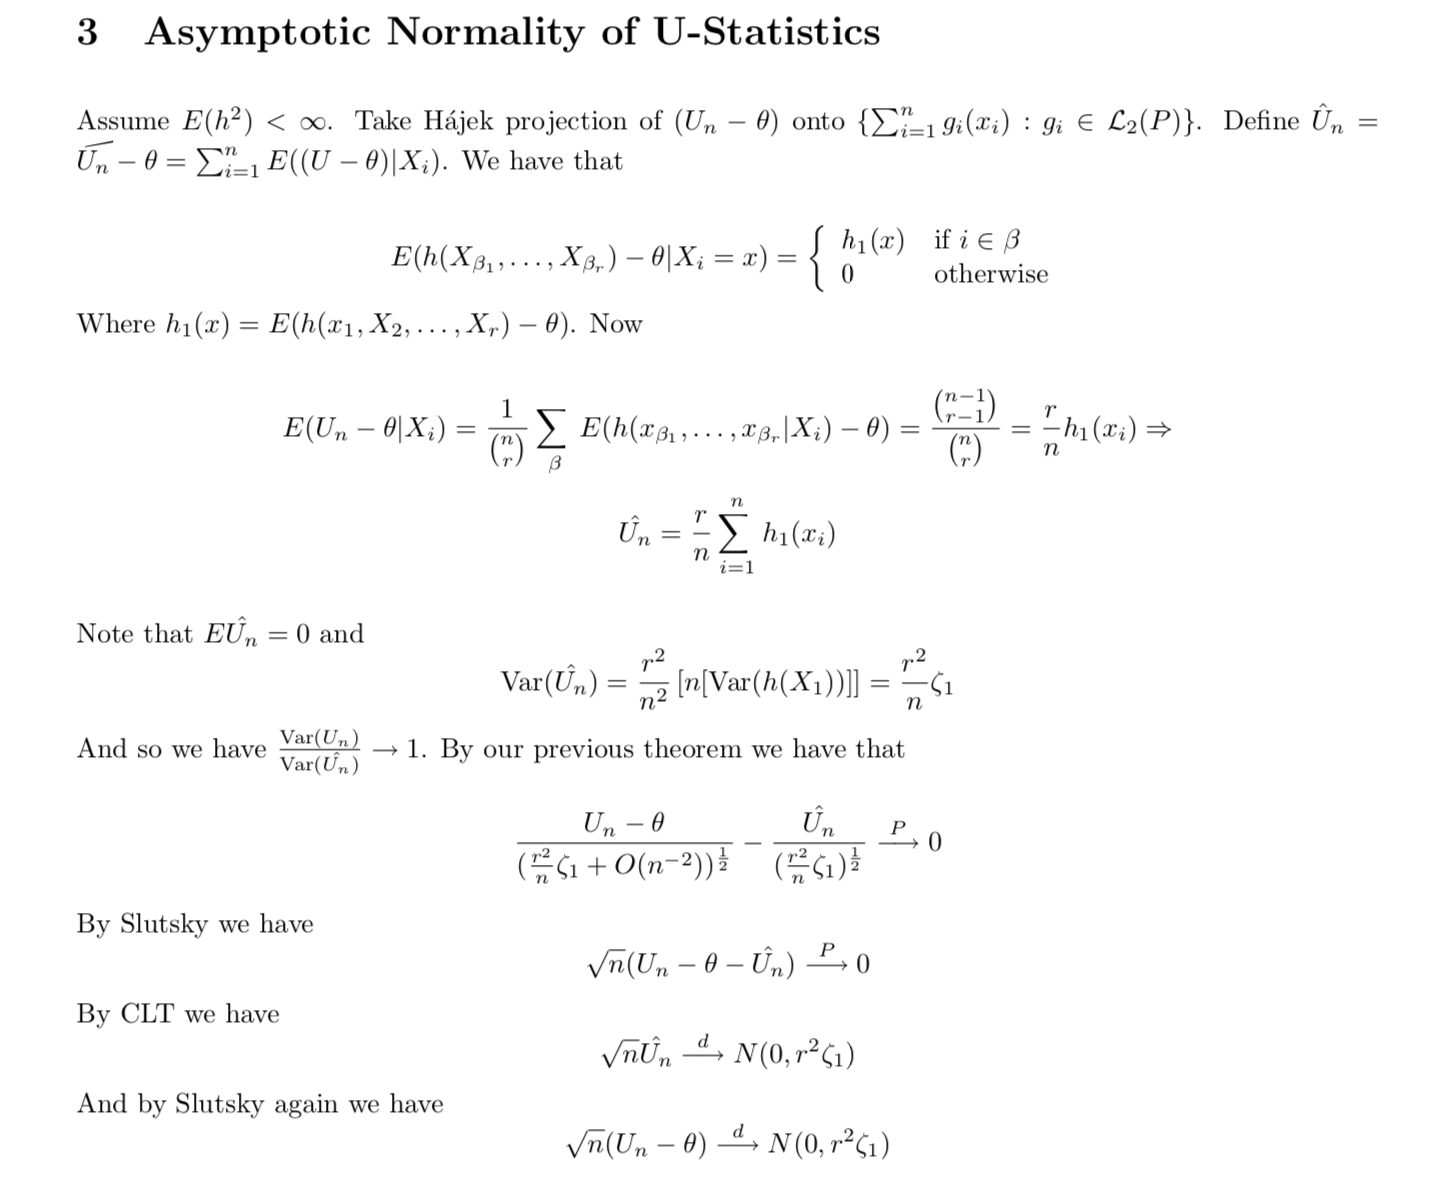 3 Asymptotic Normality of U-Statistics
Assume $E(h^2) < \infty$. Take Hájek projection of $(U_n - \theta)$ onto $\{\sum_{i=1}^n g_i(x_i) : g_i \in \mathcal{L}_2(P)\}$. Define $\hat{U}_n =$
$\widehat{U_n - \theta} = \sum_{i=1}^n E((U - \theta)|X_i)$. We have that
$E(h(X_{\beta_1}, \ldots, X_{\beta_r}) - \theta|X_i = x) = \begin{cases} h_1(x) & \text{if } i \in \beta \\ 0 & \text{otherwise} \end{cases}$
Where $h_1(x) = E(h(x_1, X_2, \ldots, X_r) - \theta)$. Now
$E(U_n - \theta|X_i) = \frac{1}{\binom{n}{r}} \sum_\beta E(h(x_{\beta_1}, \ldots, x_{\beta_r}|X_i) - \theta) = \frac{\binom{n-1}{r-1}}{\binom{n}{r}} = \frac{r}{n} h_1(x_i) \Rightarrow$
$\hat{U_n} = \frac{r}{n} \sum_{i=1}^n h_1(x_i)$
Note that $E\hat{U_n} = 0$ and
$\text{Var}(\hat{U_n}) = \frac{r^2}{n^2} [n[\text{Var}(h(X_1))]] = \frac{r^2}{n} \zeta_1$
And so we have $\frac{\text{Var}(U_n)}{\text{Var}(\hat{U_n})} \to 1$. By our previous theorem we have that
$\frac{U_n - \theta}{(\frac{r^2}{n}\zeta_1 + O(n^{-2}))^{\frac{1}{2}}} - \frac{\hat{U_n}}{(\frac{r^2}{n}\zeta_1)^{\frac{1}{2}}} \xrightarrow{P} 0$
By Slutsky we have
$\sqrt{n}(U_n - \theta - \hat{U_n}) \xrightarrow{P} 0$
By CLT we have
$\sqrt{n}\hat{U_n} \xrightarrow{d} N(0, r^2\zeta_1)$
And by Slutsky again we have
$\sqrt{n}(U_n - \theta) \xrightarrow{d} N(0, r^2\zeta_1)$